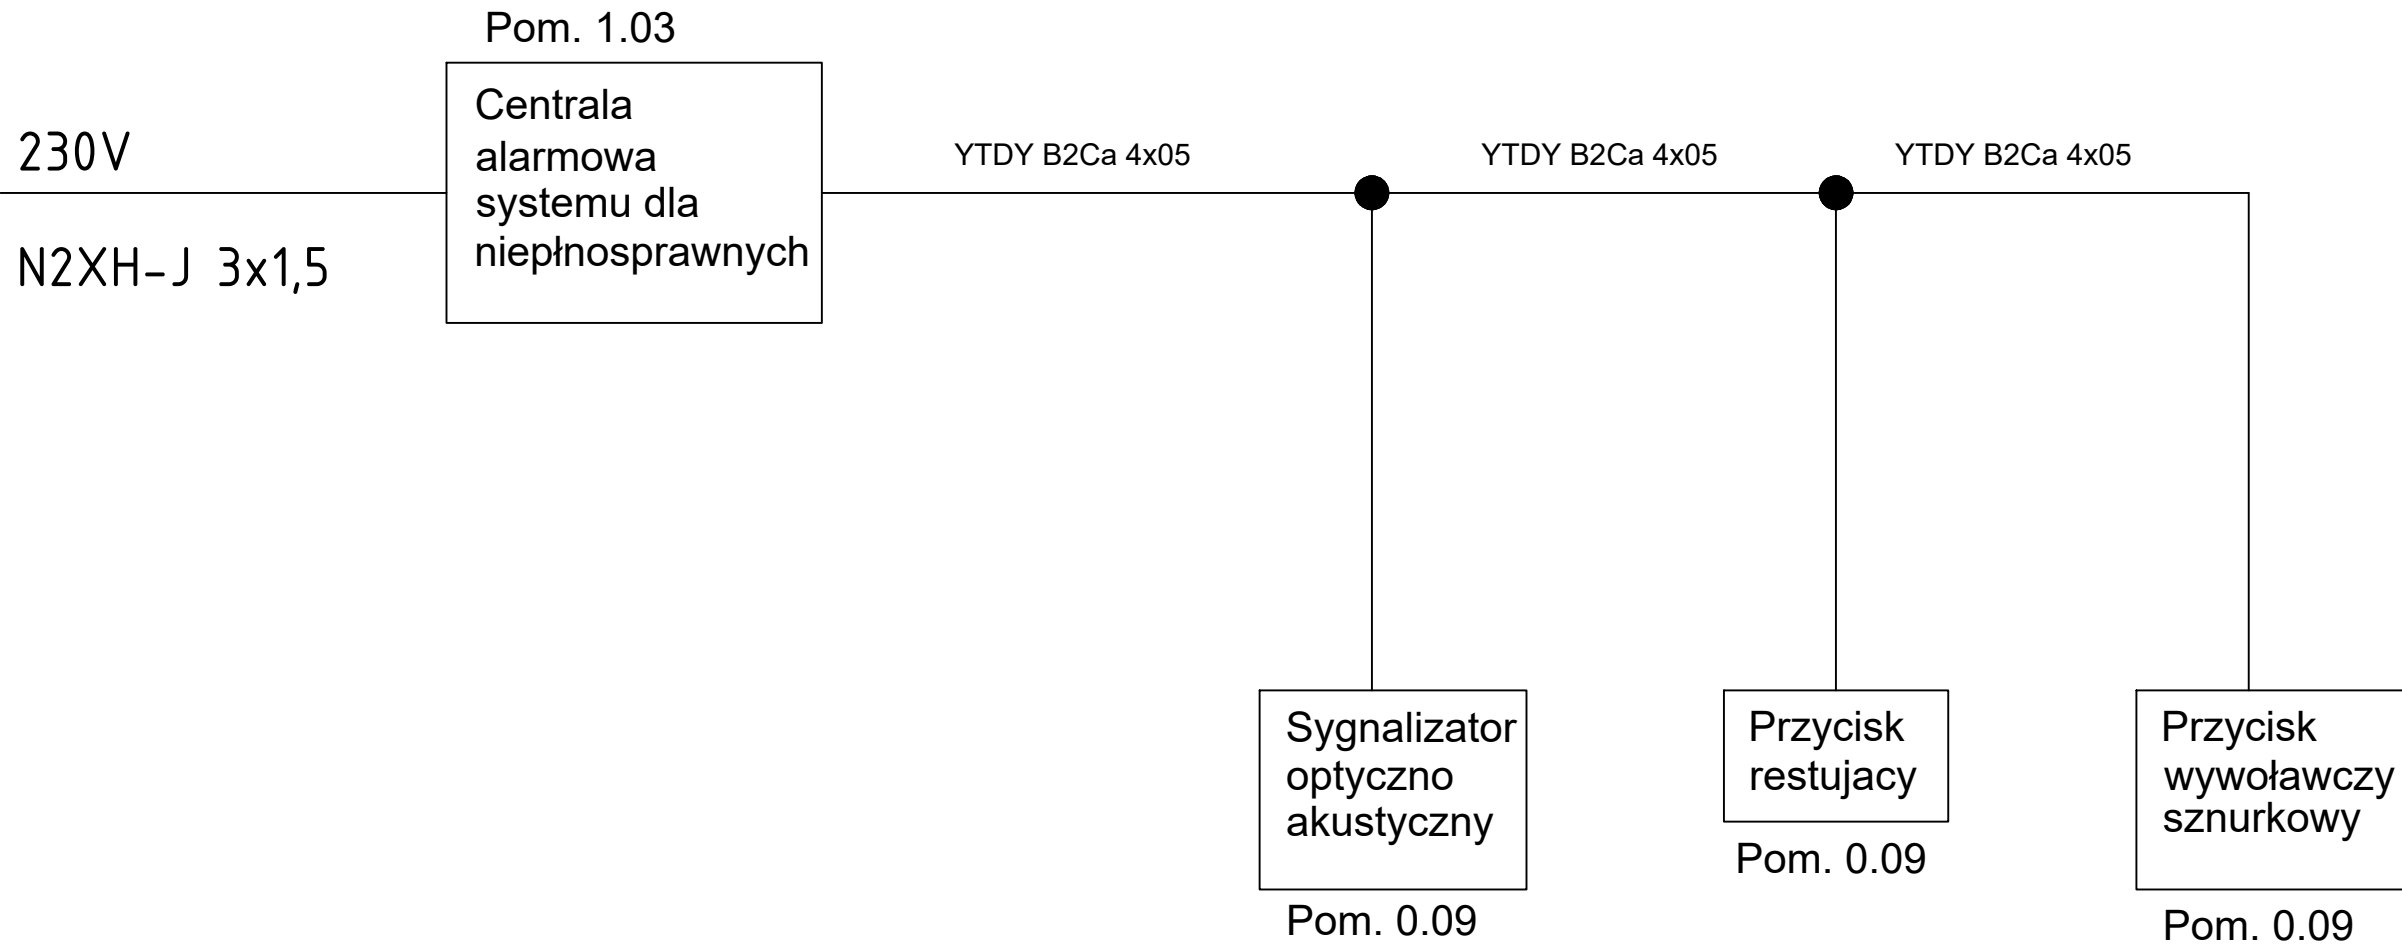 Pom. 1.03
Centrala
alarmowa
systemu dla
niepłnosprawnych
230V
N2XH-J 3x1,5
YTDY B2Ca 4x05
YTDY B2Ca 4x05
YTDY B2Ca 4x05
Sygnalizator
optyczno
akustyczny
Pom. 0.09
Przycisk
restujacy
Pom. 0.09
Przycisk
wywoławczy
sznurkowy
Pom. 0.09